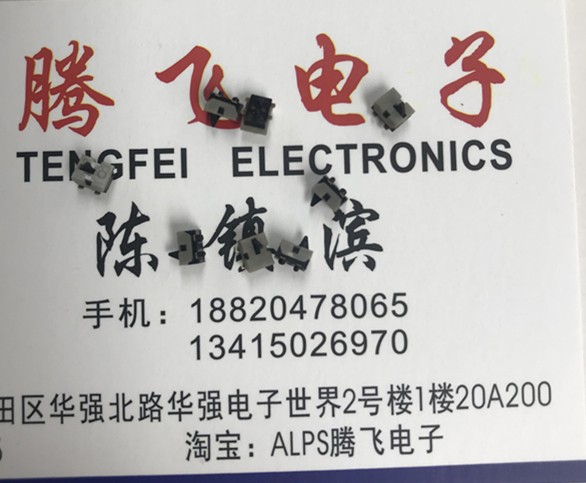 腾飞电子
TENGFEI ELECTRONICS
陈镇滨
手机：18820478065
13415026970
田区华强北路华强电子世界2号楼1楼20A200
淘宝：ALPS腾飞电子